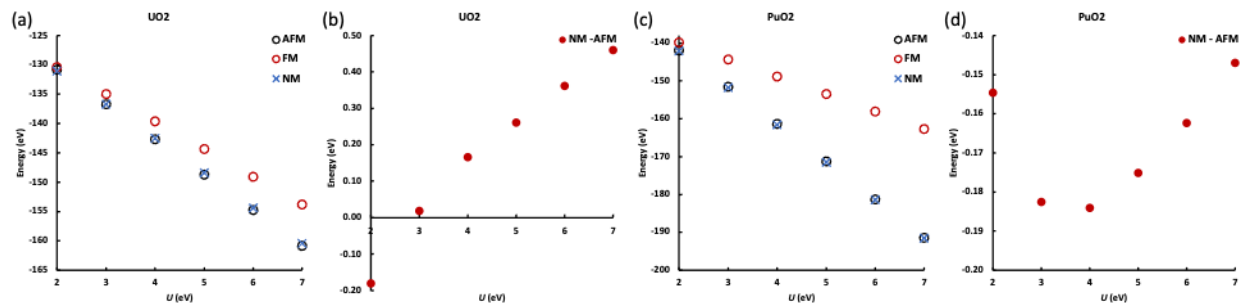 (a)
UO2
-125
-130
-135
-140
-145
-150
-155
-160
-165
Energy (eV)
AFM
FM
NM
2 3 4 5 6 7
U (eV)
(b)
UO2
0.50
0.40
0.30
0.20
0.10
0.00
-0.10
-0.20
Energy (eV)
NM -AFM
2 3 4 5 6 7
U (eV)
(c)
PuO2
-140
-150
-160
-170
-180
-190
-200
Energy (eV)
AFM
FM
NM
2 3 4 5 6 7
U (eV)
(d)
PuO2
-0.14
-0.15
-0.16
-0.17
-0.18
-0.19
-0.20
Energy (eV)
NM - AFM
2 3 4 5 6 7
U (eV)